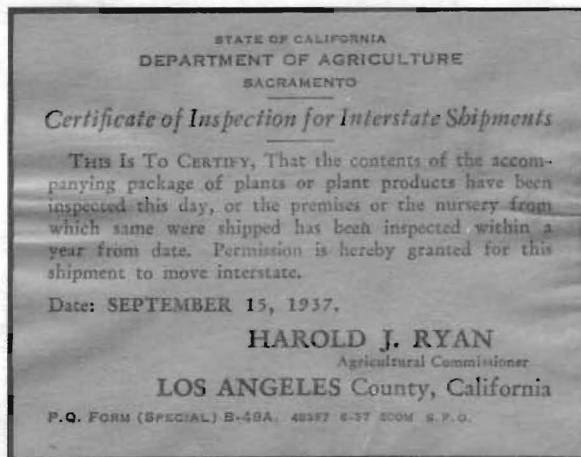 STATE OF CALIFORNIA
DEPARTMENT OF AGRICULTURE
SACRAMENTO
Certificate of Inspection for Interstate Shipments
THIS IS TO CERTIFY, That the contents of the accom-
panying package of plants or plant products have been
inspected this day, or the premises or the nursery from
which same were shipped has been inspected within a
year from date. Permission is hereby granted for this
shipment to move interstate.
Date: SEPTEMBER 15, 1937.
HAROLD J. RYAN
Agricultural Commissioner
LOS ANGELES County, California
P.Q. FORM (SPECIAL) B-49A. 6-37 S.P.O.